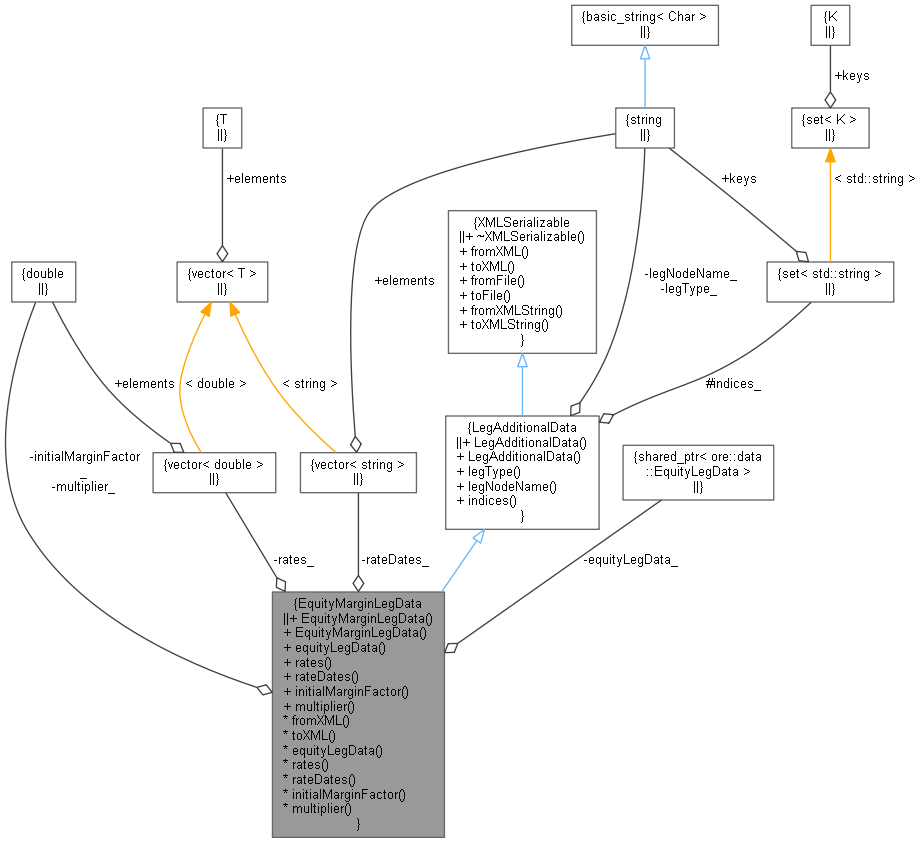 {basic_string< Char >
||}
{K
||}
+keys
{T
||}
{string
||}
{set< K >
||}
+elements
+keys
< std::string >
{XMLSerializable
||+ ~XMLSerializable()
+ fromXML()
+ toXML()
+ fromFile()
+ toFile()
+ fromXMLString()
+ toXMLString()
}
{double
||}
{vector< T >
||}
+elements
-legNodeName_
-legType_
{set< std::string >
||}
+elements
< double >
< string >
#indices_
{LegAdditionalData
||+ LegAdditionalData()
+ LegAdditionalData()
+ legType()
+ legNodeName()
+ indices()
}
-initialMarginFactor
_
-multiplier_
{vector< double >
||}
{vector< string >
||}
{shared_ptr< ore::data
::EquityLegData >
||}
-rates_
-rateDates_
-equityLegData_
{EquityMarginLegData
||+ EquityMarginLegData()
+ EquityMarginLegData()
+ equityLegData()
+ rates()
+ rateDates()
+ initialMarginFactor()
+ multiplier()
* fromXML()
* toXML()
* equityLegData()
* rates()
* rateDates()
* initialMarginFactor()
* multiplier()
}